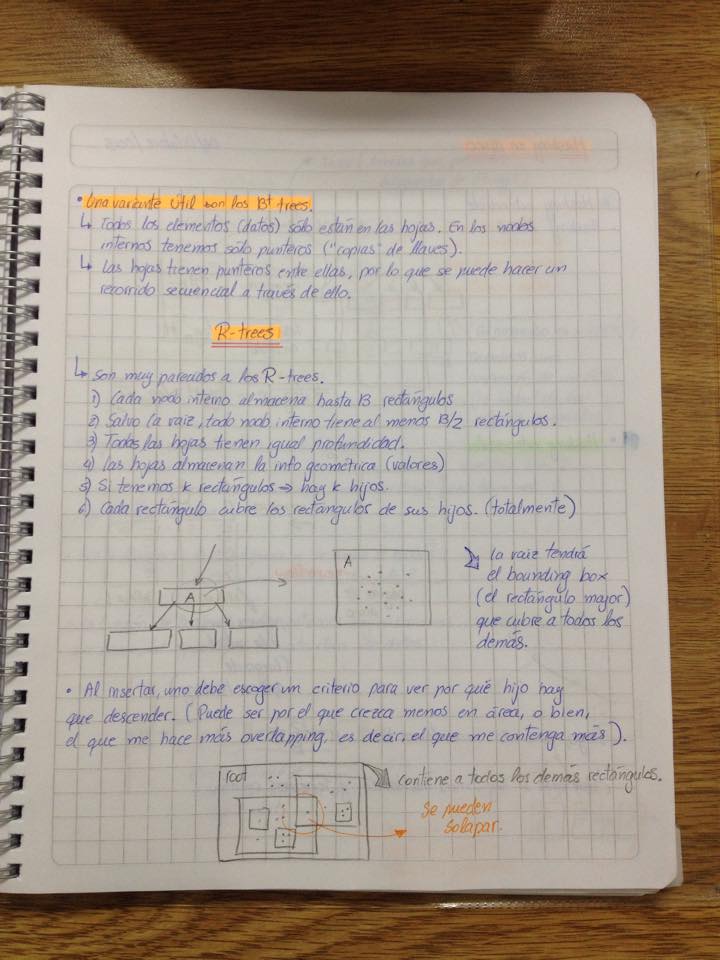 • Una variante útil son los B⁺ trees.
↳ Todos los elementos (datos) sólo están en las hojas. En los nodos
internos tenemos sólo punteros ("copias" de llaves).
↳ Las hojas tienen punteros entre ellas, por lo que se puede hacer un
recorrido secuencial a través de ello.
R-trees
↳ Son muy parecidos a los R-trees.
1) Cada nodo interno almacena hasta B rectángulos
2) Salvo la raiz, todo nodo interno tiene al menos B/2 rectángulos.
3) Todas las hojas tienen igual profundidad.
4) Las hojas almacenan la info geométrica (valores)
5) Si tenemos k rectángulos → hay k hijos.
6) Cada rectángulo cubre los rectángulos de sus hijos. (totalmente)
A
A
La raiz tendrá
el bounding box
(el rectángulo mayor)
que cubre a todos los
demás.
• Al insertar, uno debe escoger un criterio para ver por qué hijo hay
que descender. (Puede ser por el que crezca menos en área, o bien,
el que me hace más overlapping, es decir, el que me contenga más).
root
contiene a todos los demás rectángulos.
Se pueden
solapar.